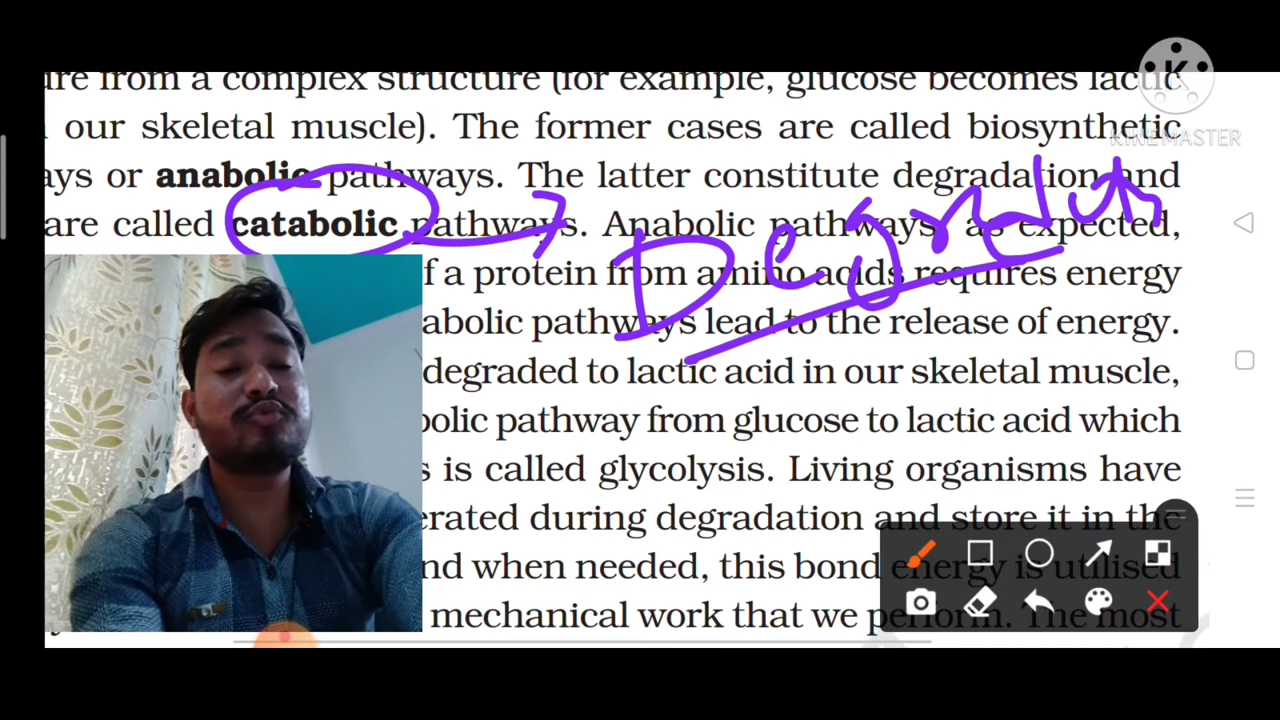 ure from a complex structure (for example, glucose becomes lactic
our skeletal muscle). The former cases are called biosynthetic
ays or anabolic pathways. The latter constitute degradation and
are called catabolic pathways. Anabolic pathways, as expected,
of a protein from amino acids requires energy
abolic pathways lead to the release of energy.
degraded to lactic acid in our skeletal muscle,
bolic pathway from glucose to lactic acid which
s is called glycolysis. Living organisms have
erated during degradation and store it in the
nd when needed, this bond energy is utilised
mechanical work that we perform. The most
K
KINEMASTER